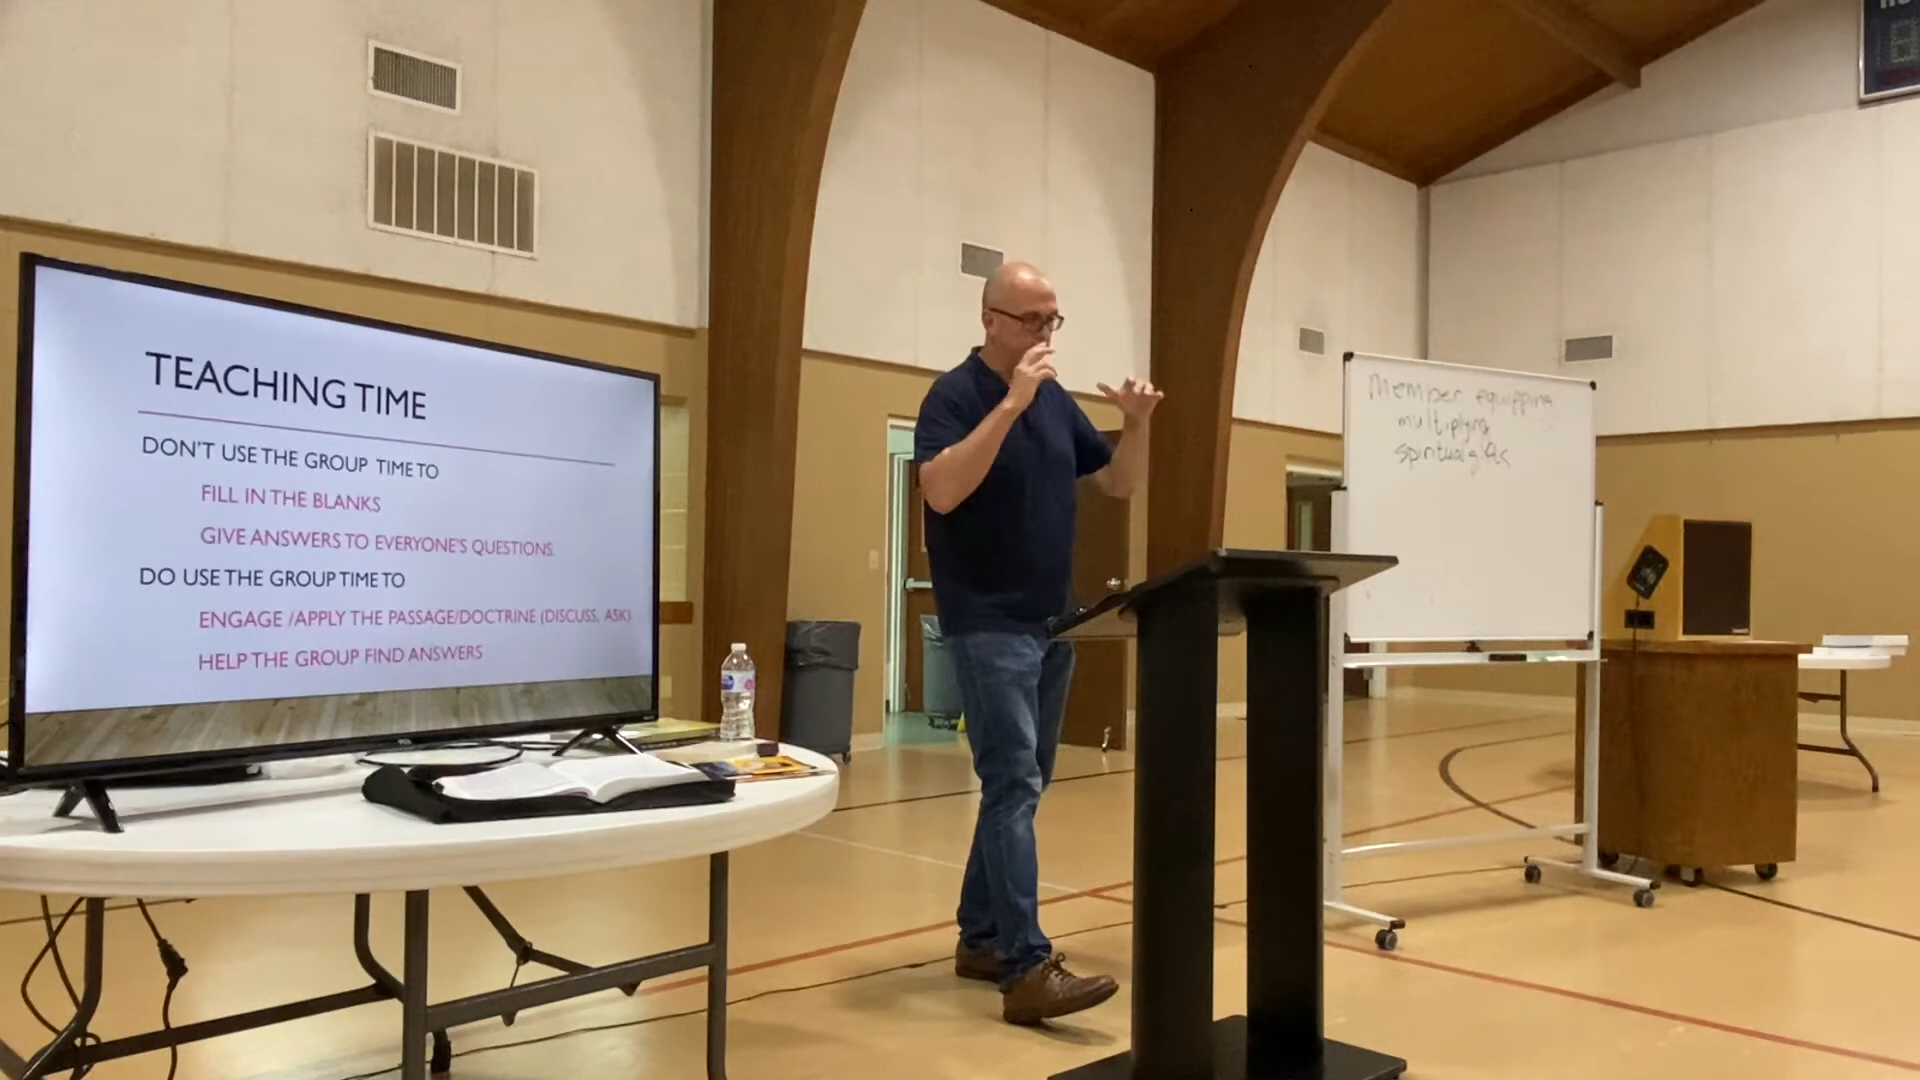 TEACHING TIME
DON'T USE THE GROUP TIME TO
FILL IN THE BLANKS
GIVE ANSWERS TO EVERYONE'S QUESTIONS.
DO USE THE GROUP TIME TO
ENGAGE /APPLY THE PASSAGE/DOCTRINE (DISCUSS, ASK)
HELP THE GROUP FIND ANSWERS
Member equipping
multiplying
spiritual gifts